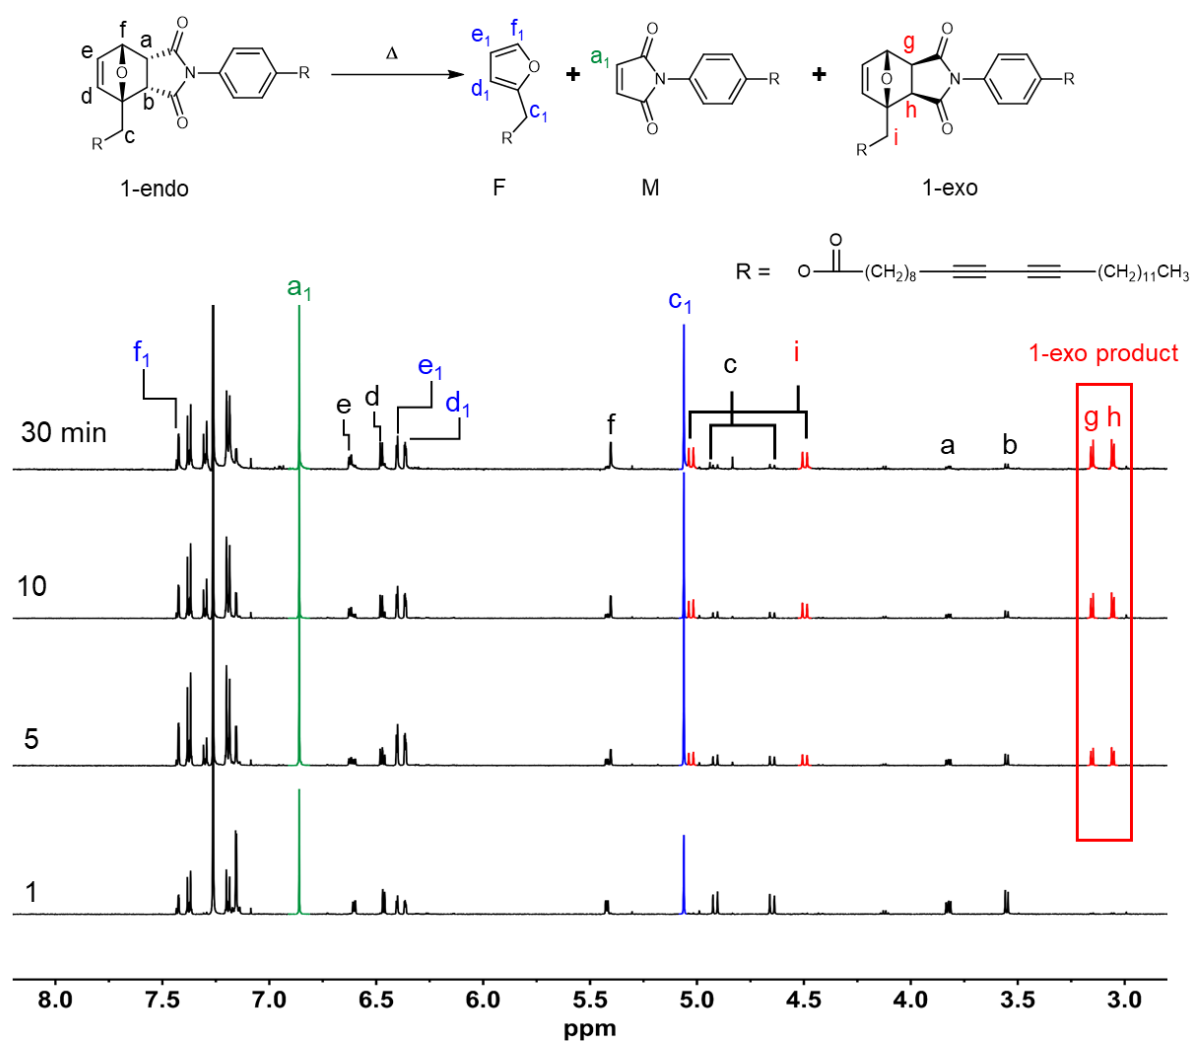 f a e d b c O O N O R R
Δ
e₁ f₁ d₁ O c₁ R
+
a₁ O N O R
+
g h i O O N O R R
1-endo F M 1-exo
R = O O (CH₂)₈ (CH₂)₁₁CH₃
a₁ c₁
f₁ e d e₁ d₁ f c i a b
1-exo product
g h
30 min
10
5
1
8.0 7.5 7.0 6.5 6.0 5.5 5.0 4.5 4.0 3.5 3.0
ppm